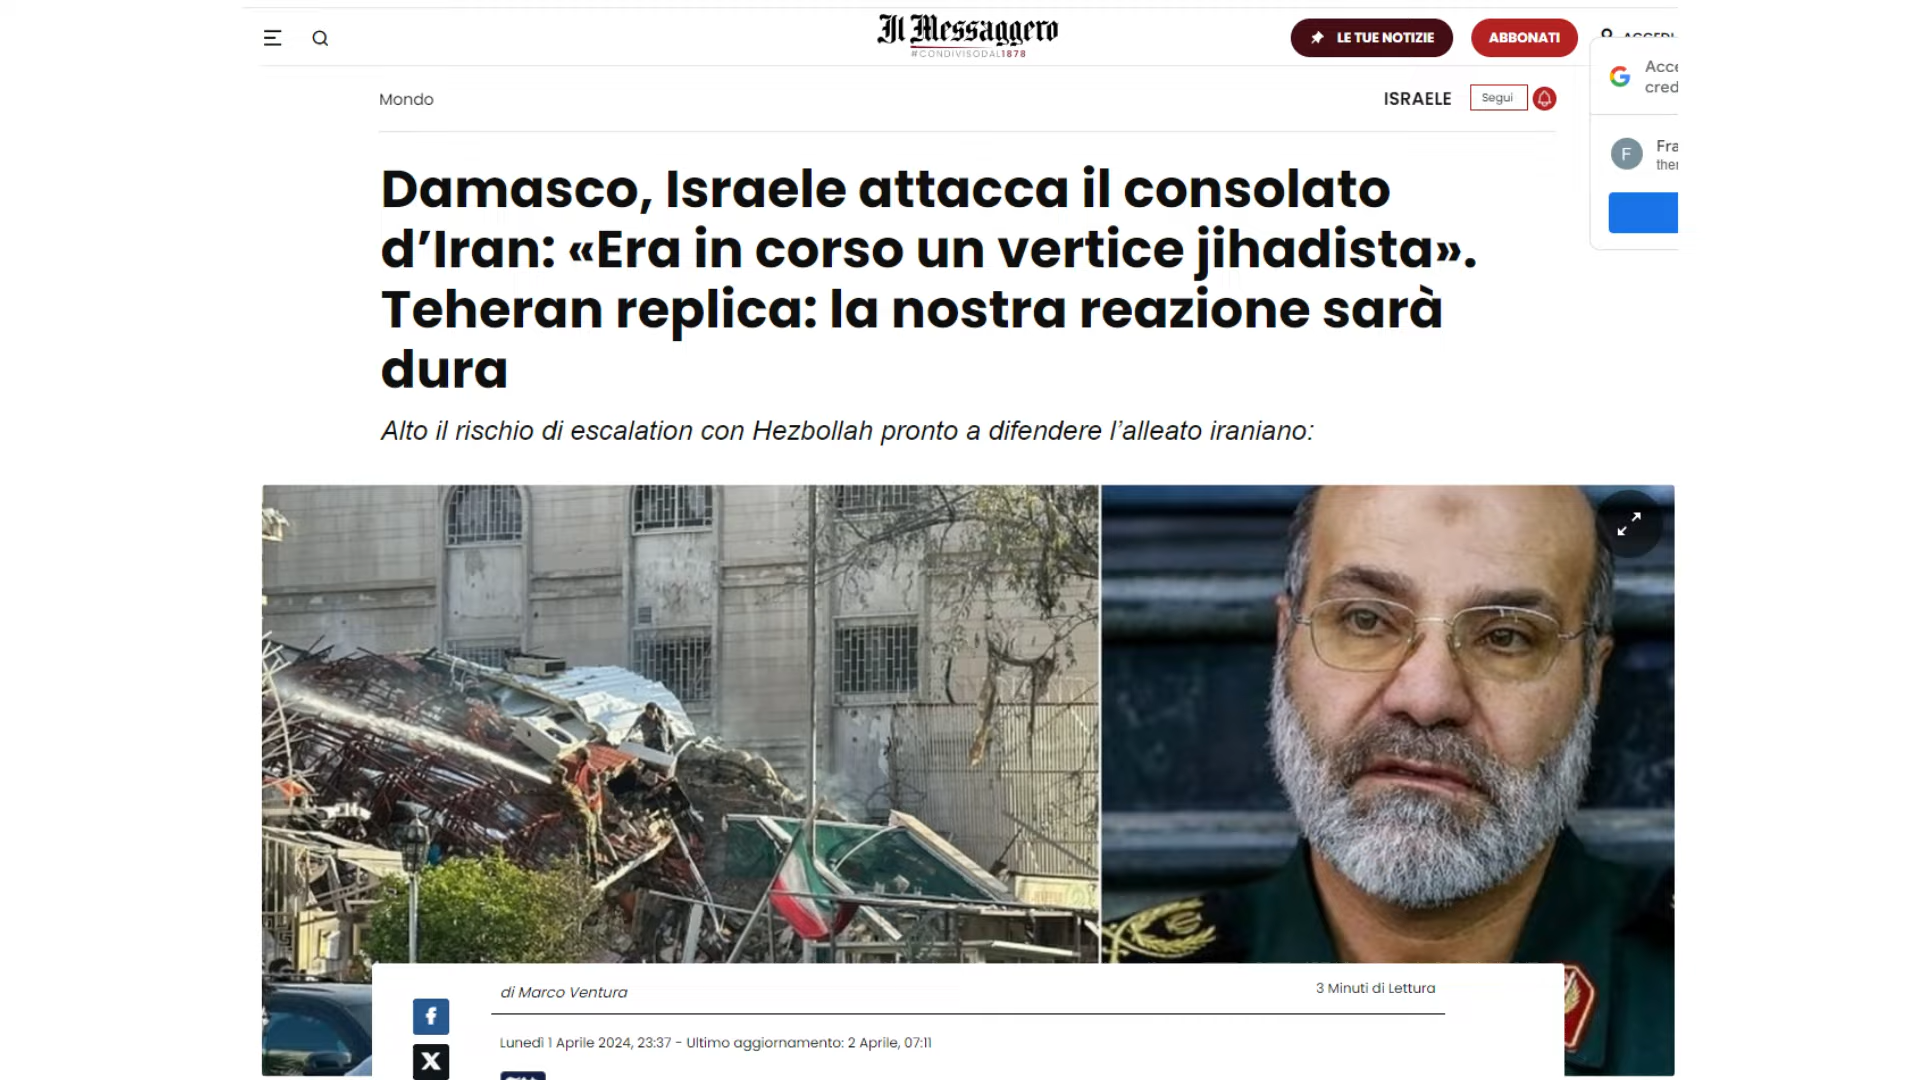 Il Messaggero
#CONDIVISODAL1878
LE TUE NOTIZIE
ABBONATI
Mondo
ISRAELE
Segui
G
F
Damasco, Israele attacca il consolato
d’Iran: «Era in corso un vertice jihadista».
Teheran replica: la nostra reazione sarà
dura
Alto il rischio di escalation con Hezbollah pronto a difendere l’alleato iraniano:
di Marco Ventura
3 Minuti di Lettura
Lunedì 1 Aprile 2024, 23:37 - Ultimo aggiornamento: 2 Aprile, 07:11